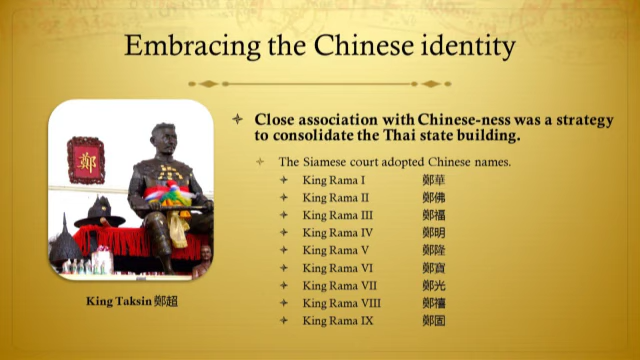 Embracing the Chinese identity
鄭
King Taksin 鄭超
Close association with Chinese-ness was a strategy
to consolidate the Thai state building.
The Siamese court adopted Chinese names.
King Rama I 鄭華
King Rama II 鄭佛
King Rama III 鄭福
King Rama IV 鄭明
King Rama V 鄭隆
King Rama VI 鄭寶
King Rama VII 鄭光
King Rama VIII 鄭禧
King Rama IX 鄭固